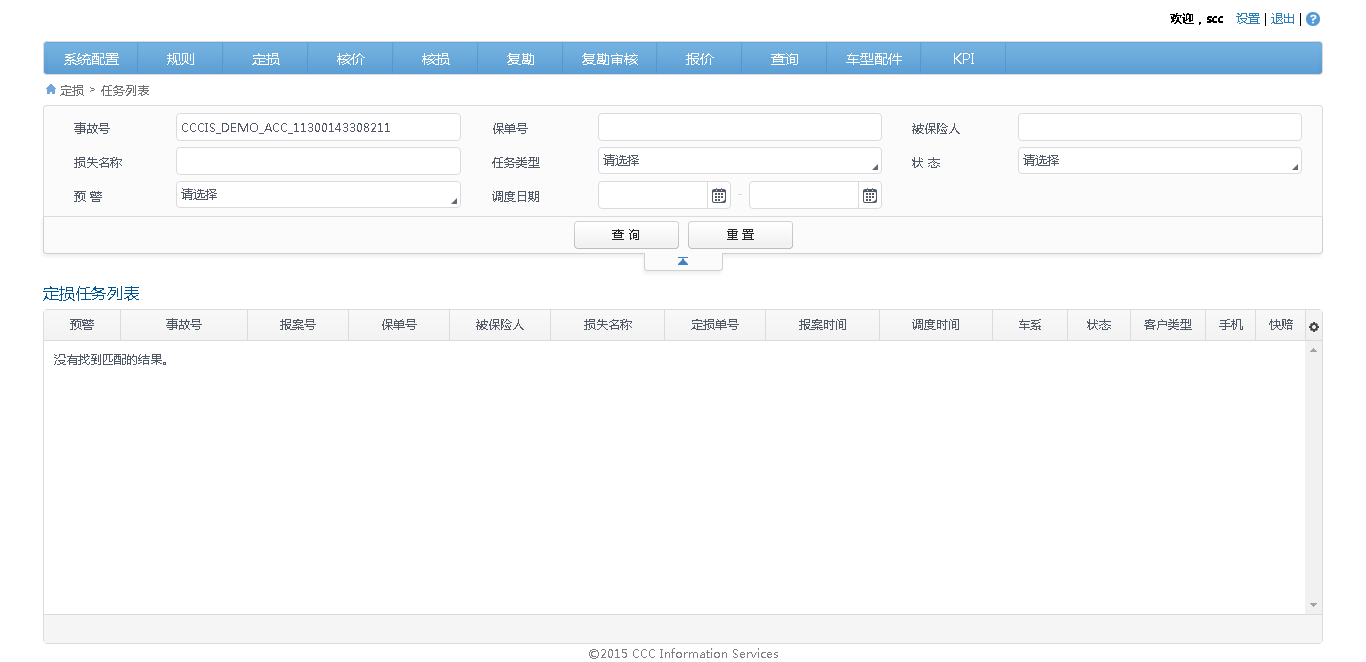 欢迎，scc 设置 | 退出 | ?
系统配置 规则 定损 核价 核损 复勘 复勘审核 报价 查询 车型配件 KPI
定损 > 任务列表
事故号 CCCIS_DEMO_ACC_11300143308211 保单号 被保险人
损失名称 任务类型 请选择 状 态 请选择
预 警 请选择 调度日期 -
查 询 重 置
定损任务列表
预警 事故号 报案号 保单号 被保险人 损失名称 定损单号 报案时间 调度时间 车系 状态 客户类型 手机 快赔
没有找到匹配的结果。
©2015 CCC Information Services